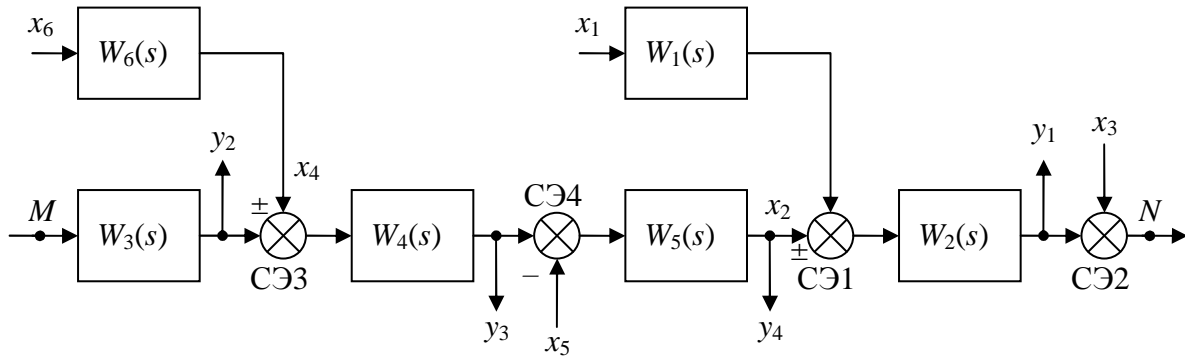 x6
W6(s)
x1
W1(s)
y2
x4
СЭ4
x2
y1
x3
M
W3(s)
±
W4(s)
W5(s)
±
W2(s)
N
СЭ3
−
СЭ1
СЭ2
y3
x5
y4